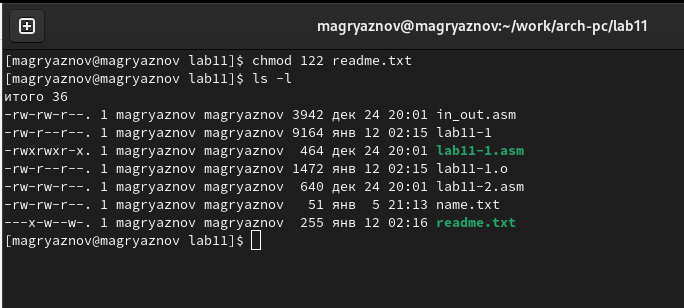 magryaznov@magryaznov:~/work/arch-pc/lab11
[magryaznov@magryaznov lab11]$ chmod 122 readme.txt
[magryaznov@magryaznov lab11]$ ls -l
итого 36
-rw-rw-r--. 1 magryaznov magryaznov 3942 дек 24 20:01 in_out.asm
-rw-r--r--. 1 magryaznov magryaznov 9164 янв 12 02:15 lab11-1
-rwxrwxr-x. 1 magryaznov magryaznov  464 дек 24 20:01 lab11-1.asm
-rw-r--r--. 1 magryaznov magryaznov 1472 янв 12 02:15 lab11-1.o
-rw-rw-r--. 1 magryaznov magryaznov  640 дек 24 20:01 lab11-2.asm
-rw-rw-r--. 1 magryaznov magryaznov   51 янв  5 21:13 name.txt
---x-w--w-. 1 magryaznov magryaznov  255 янв 12 02:16 readme.txt
[magryaznov@magryaznov lab11]$